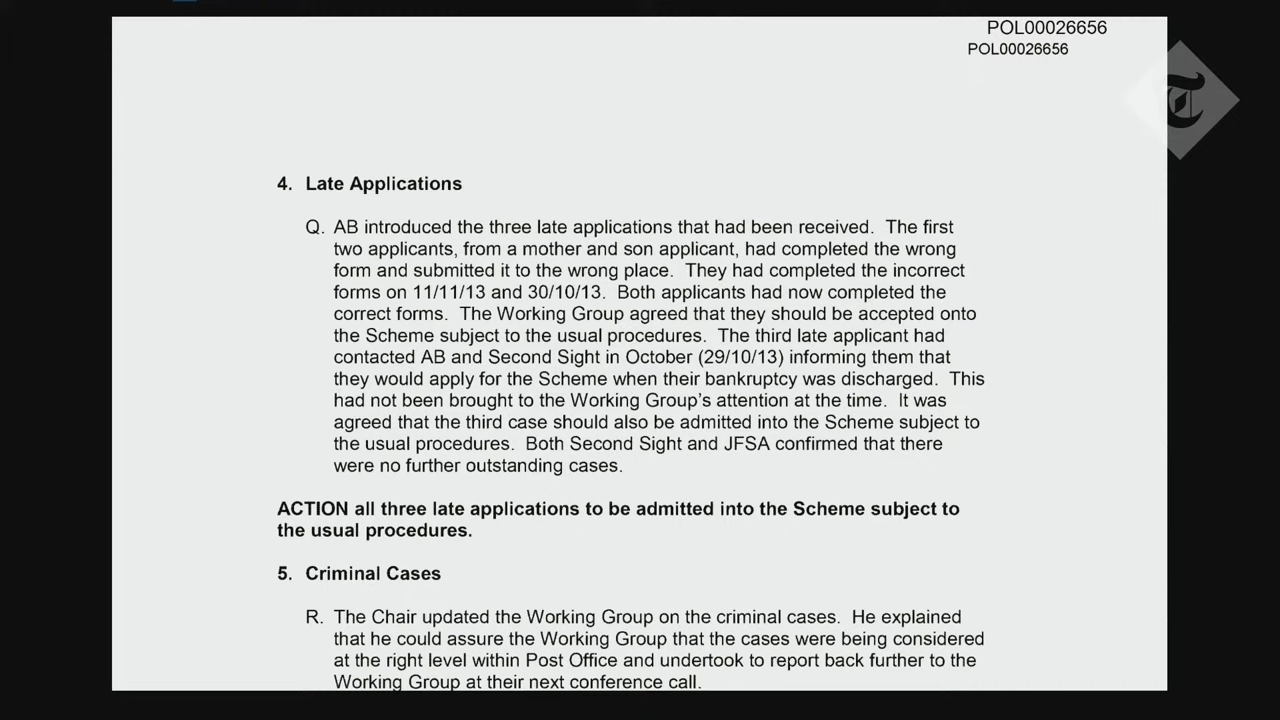 POL00026656
POL00026656
4. Late Applications
Q. AB introduced the three late applications that had been received. The first
two applicants, from a mother and son applicant, had completed the wrong
form and submitted it to the wrong place. They had completed the incorrect
forms on 11/11/13 and 30/10/13. Both applicants had now completed the
correct forms. The Working Group agreed that they should be accepted onto
the Scheme subject to the usual procedures. The third late applicant had
contacted AB and Second Sight in October (29/10/13) informing them that
they would apply for the Scheme when their bankruptcy was discharged. This
had not been brought to the Working Group's attention at the time. It was
agreed that the third case should also be admitted into the Scheme subject to
the usual procedures. Both Second Sight and JFSA confirmed that there
were no further outstanding cases.
ACTION all three late applications to be admitted into the Scheme subject to
the usual procedures.
5. Criminal Cases
R. The Chair updated the Working Group on the criminal cases. He explained
that he could assure the Working Group that the cases were being considered
at the right level within Post Office and undertook to report back further to the
Working Group at their next conference call.
T